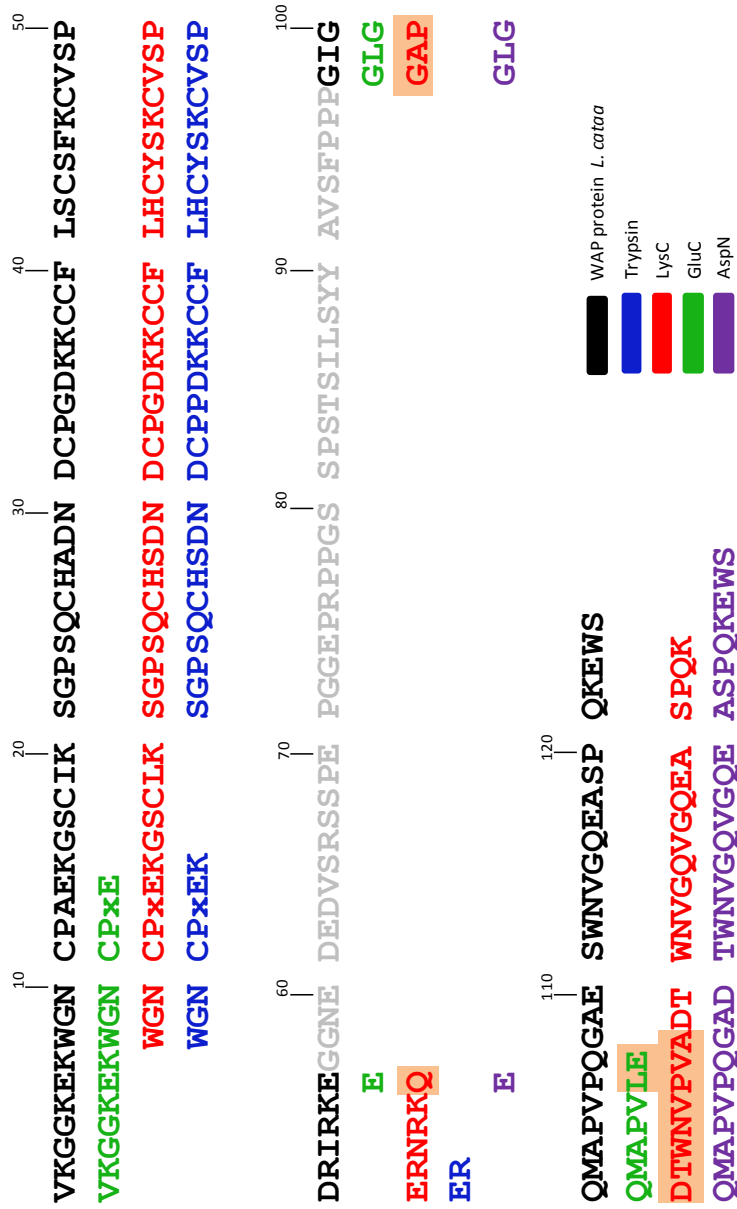 10 20 30 40 50
VKGGKEKWGN CPAEKGSCIK SGPSQCHADN DCPGDKKCCF LSCSFKCVSP
VKGGKEKWGN CPxE
WGN CPxEKGSCLK SGPSQCHSDN DCPGDKKCCF LHCYSKCVSP
WGN CPxEK SGPSQCHSDN DCPPDKKCCF LHCYSKCVSP
60 70 80 90 100
DRIRKEGGNE DEDVSRSSPE PGGEPRPPGS SPSTSILSYY AVSFPPPGIG
E GLG
ERNRKQ GAP
ER
E GLG
110 120
QMAPVPQGAE SWNVGQEASP QKEWS
QMAPVLE
DTWNVPVADT WNVGQVGQEA SPQK
QMAPVPQGAD TWNVGQVGQE ASPQKEWS
WAP protein L. cataa
Trypsin
LysC
GluC
AspN